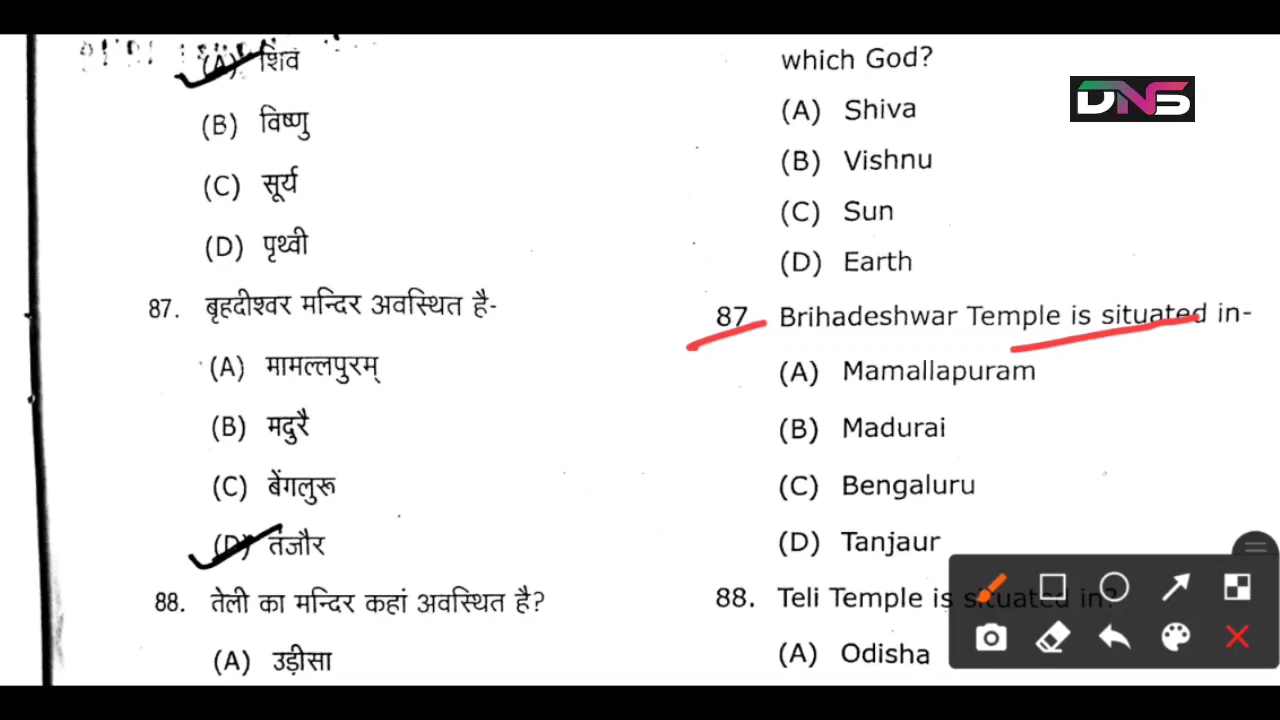 (A) शिव
(B) विष्णु
(C) सूर्य
(D) पृथ्वी
87. बृहदीश्वर मन्दिर अवस्थित है-
(A) मामल्लपुरम्
(B) मदुरै
(C) बेंगलुरू
(D) तंजौर
88. तेली का मन्दिर कहां अवस्थित है?
(A) उड़ीसा
which God?
(A) Shiva
(B) Vishnu
(C) Sun
(D) Earth
87 Brihadeshwar Temple is situated in-
(A) Mamallapuram
(B) Madurai
(C) Bengaluru
(D) Tanjaur
88. Teli Temple is situated in?
(A) Odisha
DNS